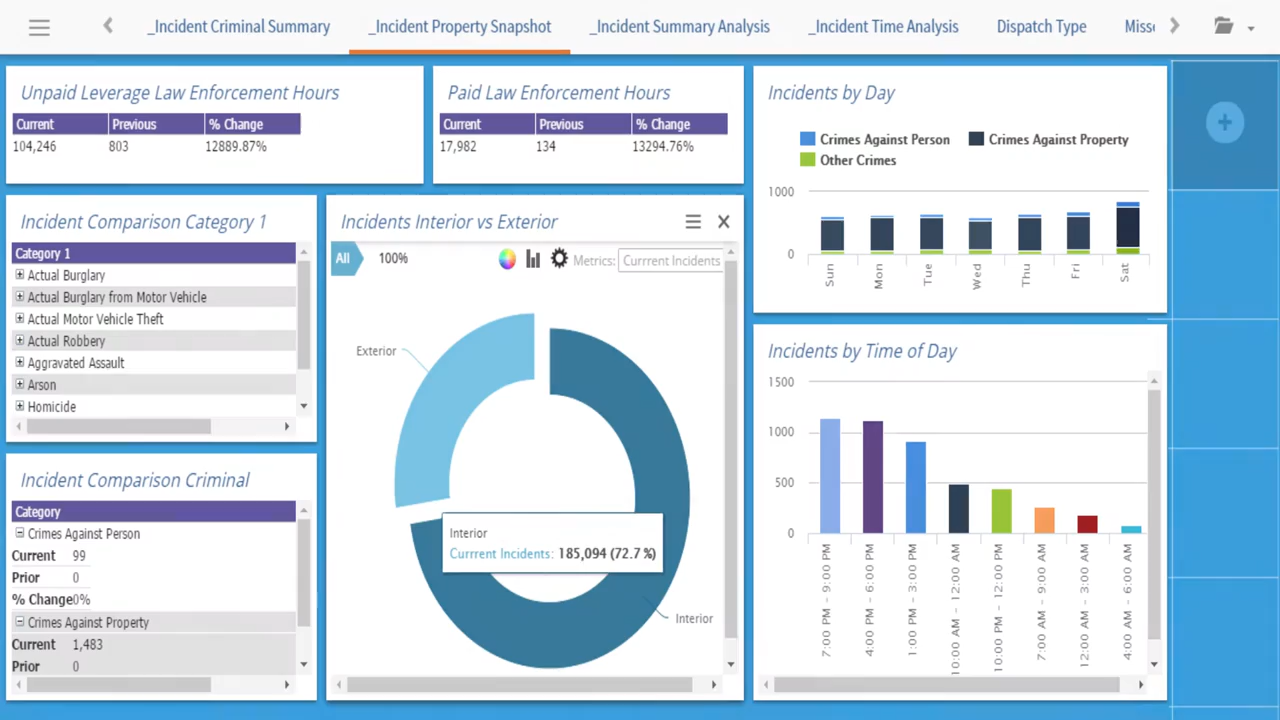 _Incident Criminal Summary
_Incident Property Snapshot
_Incident Summary Analysis
_Incident Time Analysis
Dispatch Type
Misse
Unpaid Leverage Law Enforcement Hours
Current Previous % Change
104,246 803 12889.87%
Paid Law Enforcement Hours
Current Previous % Change
17,982 134 13294.76%
Incidents by Day
Crimes Against Person
Crimes Against Property
Other Crimes
1000
0
Sun Mon Tue Wed Thu Fri Sat
Incident Comparison Category 1
Category 1
Actual Burglary
Actual Burglary from Motor Vehicle
Actual Motor Vehicle Theft
Actual Robbery
Aggravated Assault
Arson
Homicide
Incidents Interior vs Exterior
All 100% Metrics: Currrent Incidents
Exterior
Interior
Currrent Incidents: 185,094 (72.7 %)
Interior
Incidents by Time of Day
1500
1000
500
0
7:00 PM - 9:00 PM
4:00 PM - 6:00 PM
1:00 PM - 3:00 PM
10:00 AM - 12:00 AM
10:00 PM - 12:00 PM
7:00 AM - 9:00 AM
12:00 AM - 3:00 AM
4:00 AM - 6:00 AM
Incident Comparison Criminal
Category
Crimes Against Person
Current 99
Prior 0
% Change0%
Crimes Against Property
Current 1,483
Prior 0